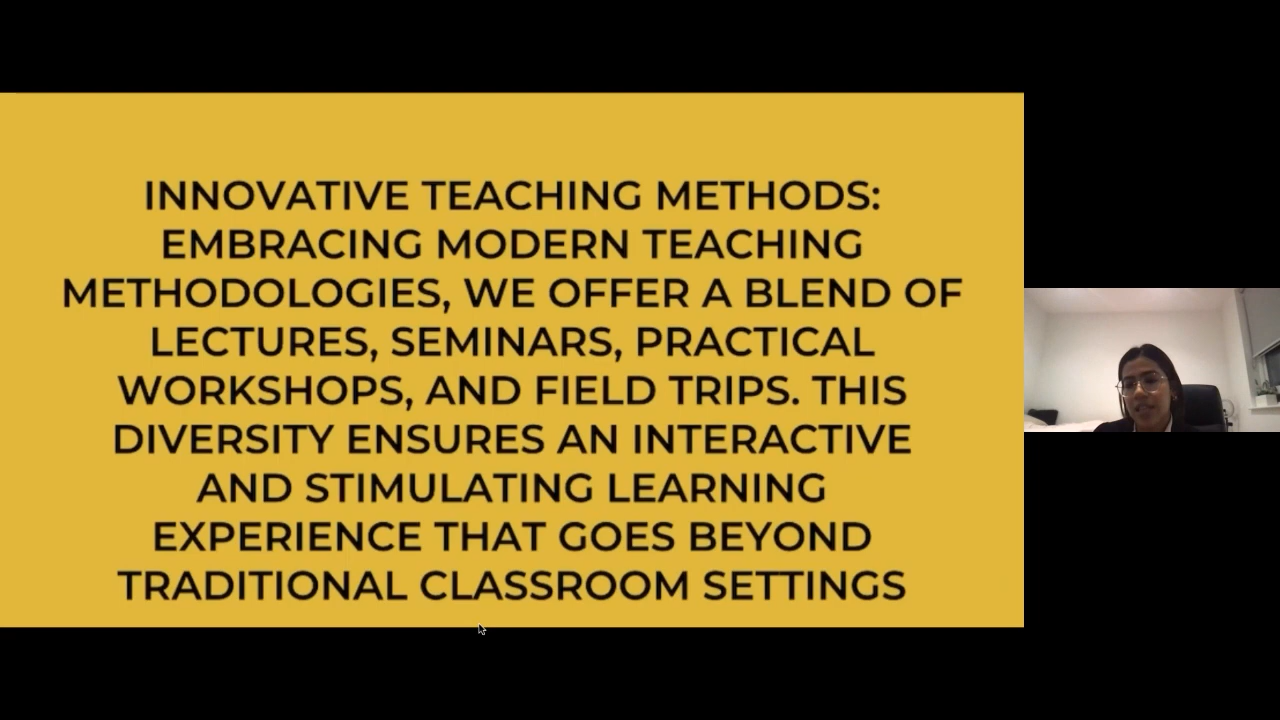 INNOVATIVE TEACHING METHODS:
EMBRACING MODERN TEACHING
METHODOLOGIES, WE OFFER A BLEND OF
LECTURES, SEMINARS, PRACTICAL
WORKSHOPS, AND FIELD TRIPS. THIS
DIVERSITY ENSURES AN INTERACTIVE
AND STIMULATING LEARNING
EXPERIENCE THAT GOES BEYOND
TRADITIONAL CLASSROOM SETTINGS